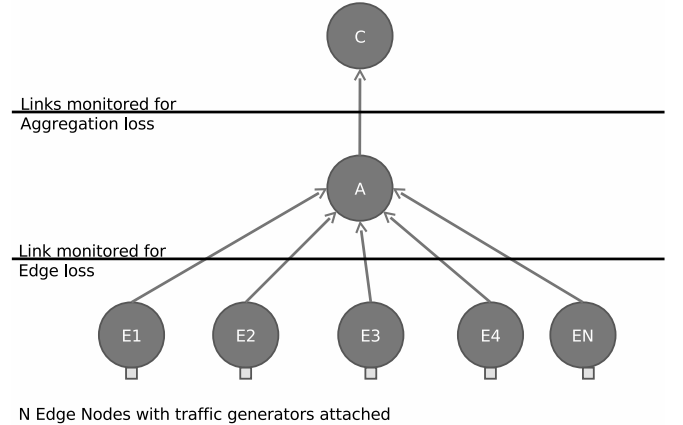 C
Links monitored for
Aggregation loss
A
Link monitored for
Edge loss
E1 E2 E3 E4 EN
N Edge Nodes with traffic generators attached